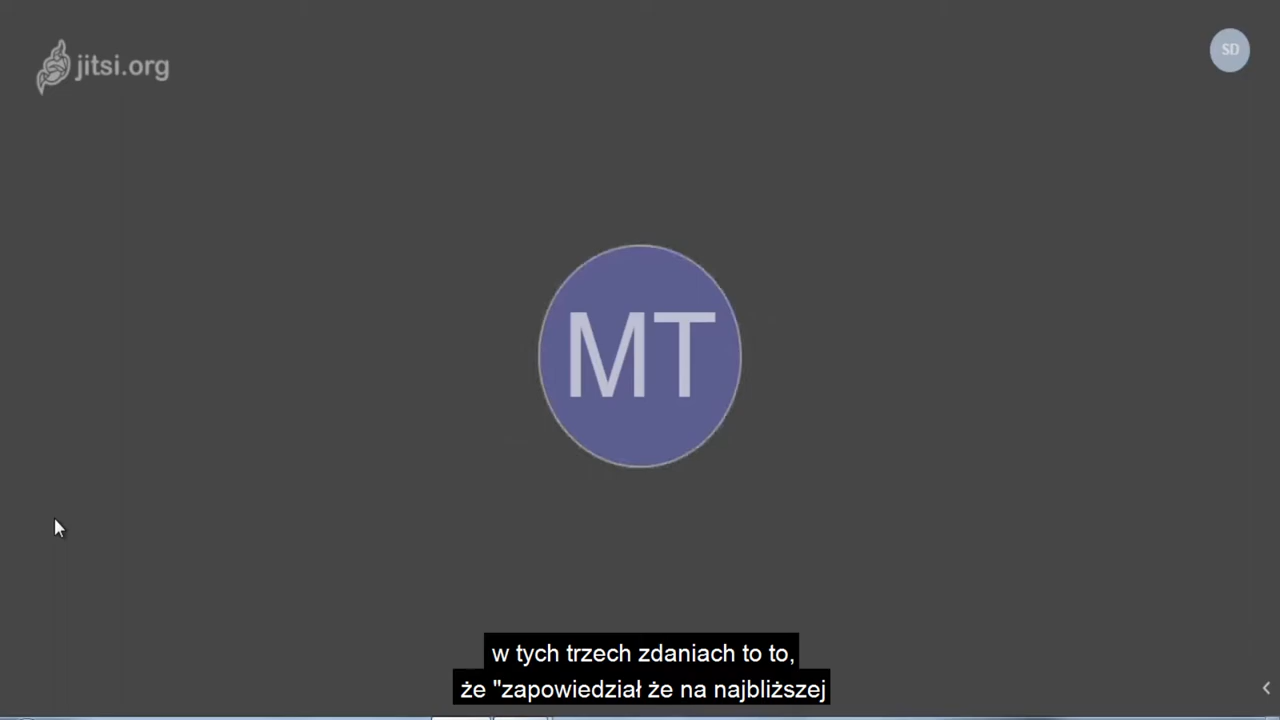 jitsi.org
SD
MT
w tych trzech zdaniach to to,
że "zapowiedział że na najbliższej